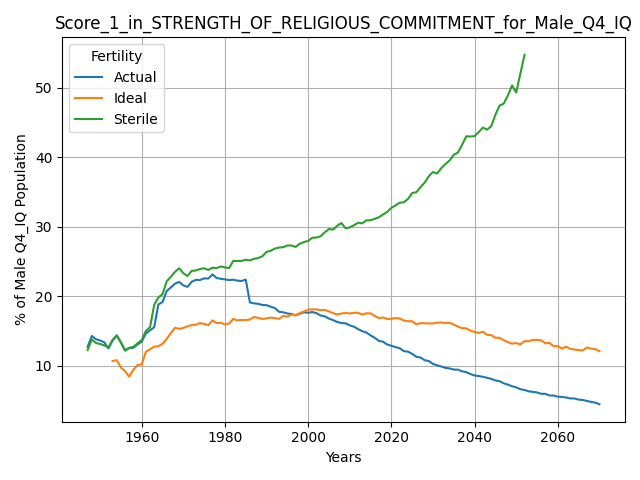 Score_1_in_STRENGTH_OF_RELIGIOUS_COMMITMENT_for_Male_Q4_IQ
Fertility
Actual
Ideal
Sterile
% of Male Q4_IQ Population
50
40
30
20
10
1960 1980 2000 2020 2040 2060
Years